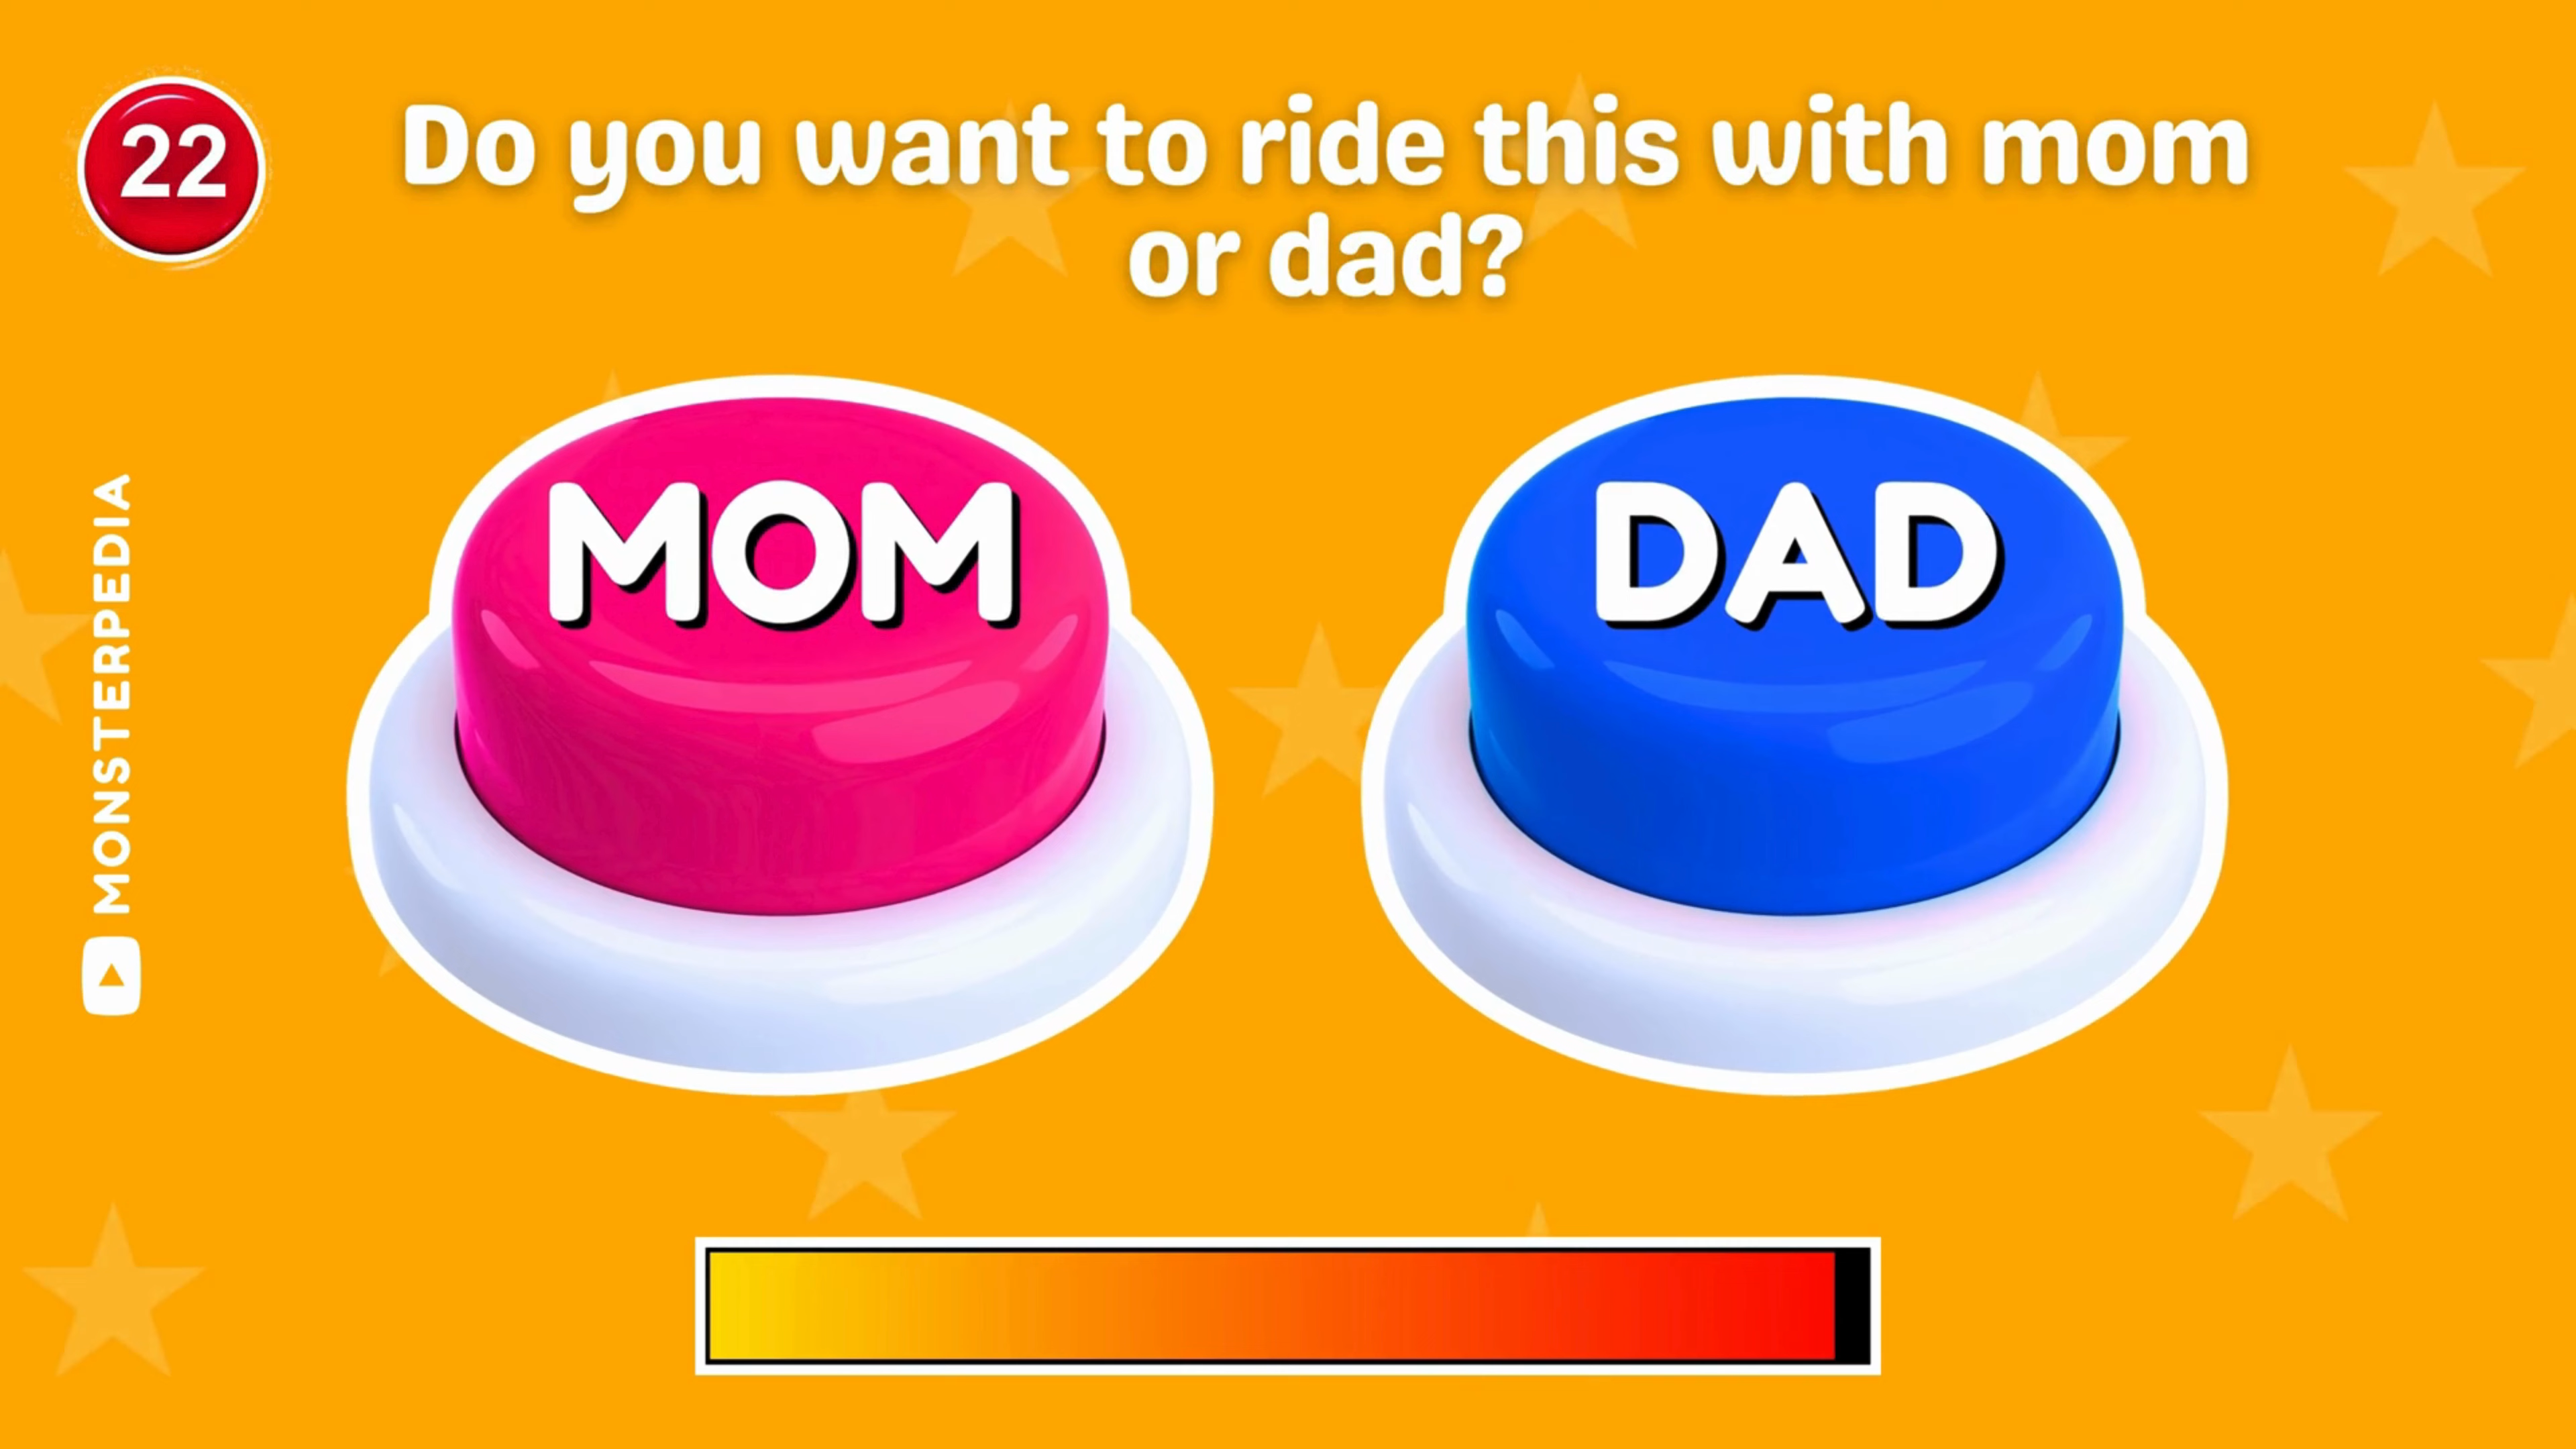 22
Do you want to ride this with mom
or dad?
MOM
DAD
MONSTERPEDIA